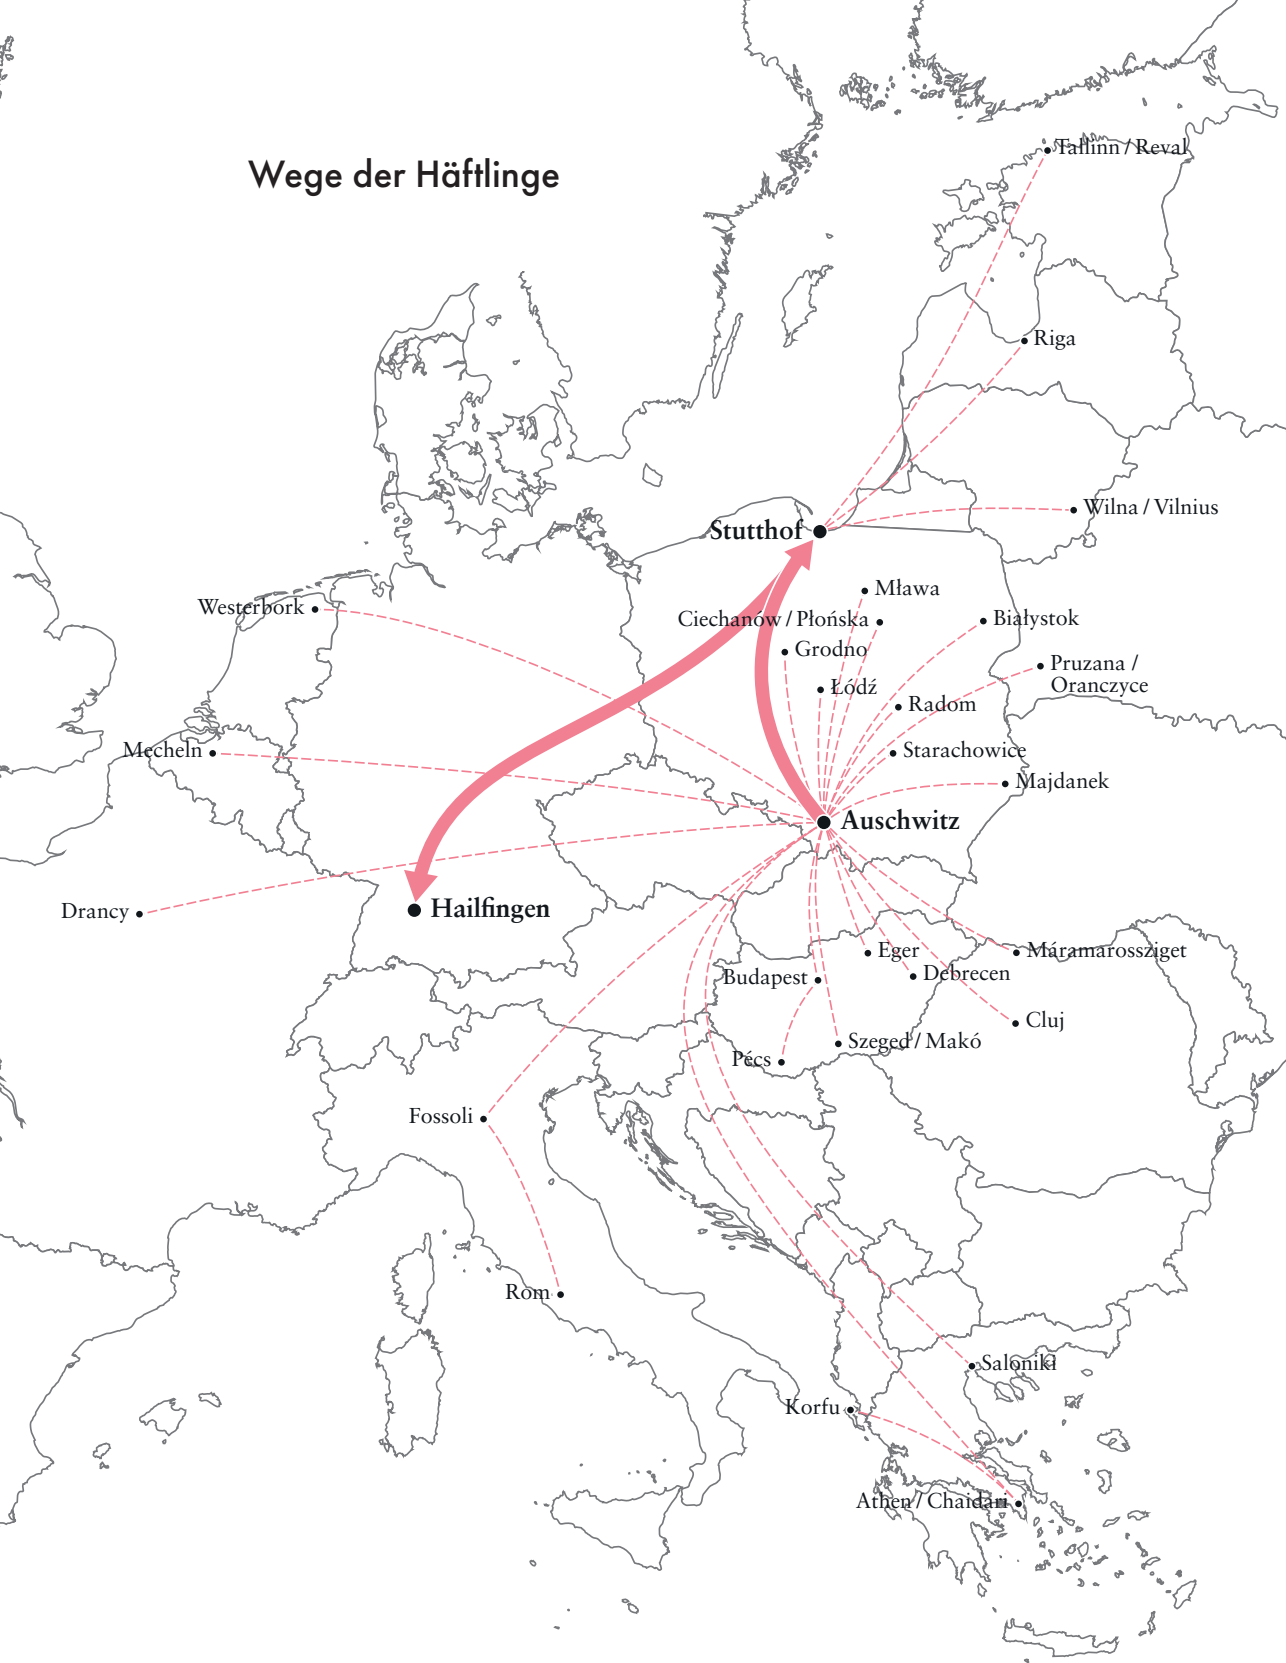 Tallinn / Reval
Wege der Häftlinge
Riga
Wilna / Vilnius
Stutthof
Mława
Westerbork
Ciechanów / Płońska
Białystok
Grodno
Pruzana /
Oranczyce
Łódź
Radom
Mecheln
Starachowice
Majdanek
Auschwitz
Drancy
Hailfingen
Eger
Máramarossziget
Budapest
Debrecen
Cluj
Szeged / Makó
Pécs
Fossoli
Rom
Saloniki
Korfu
Athen / Chaidari